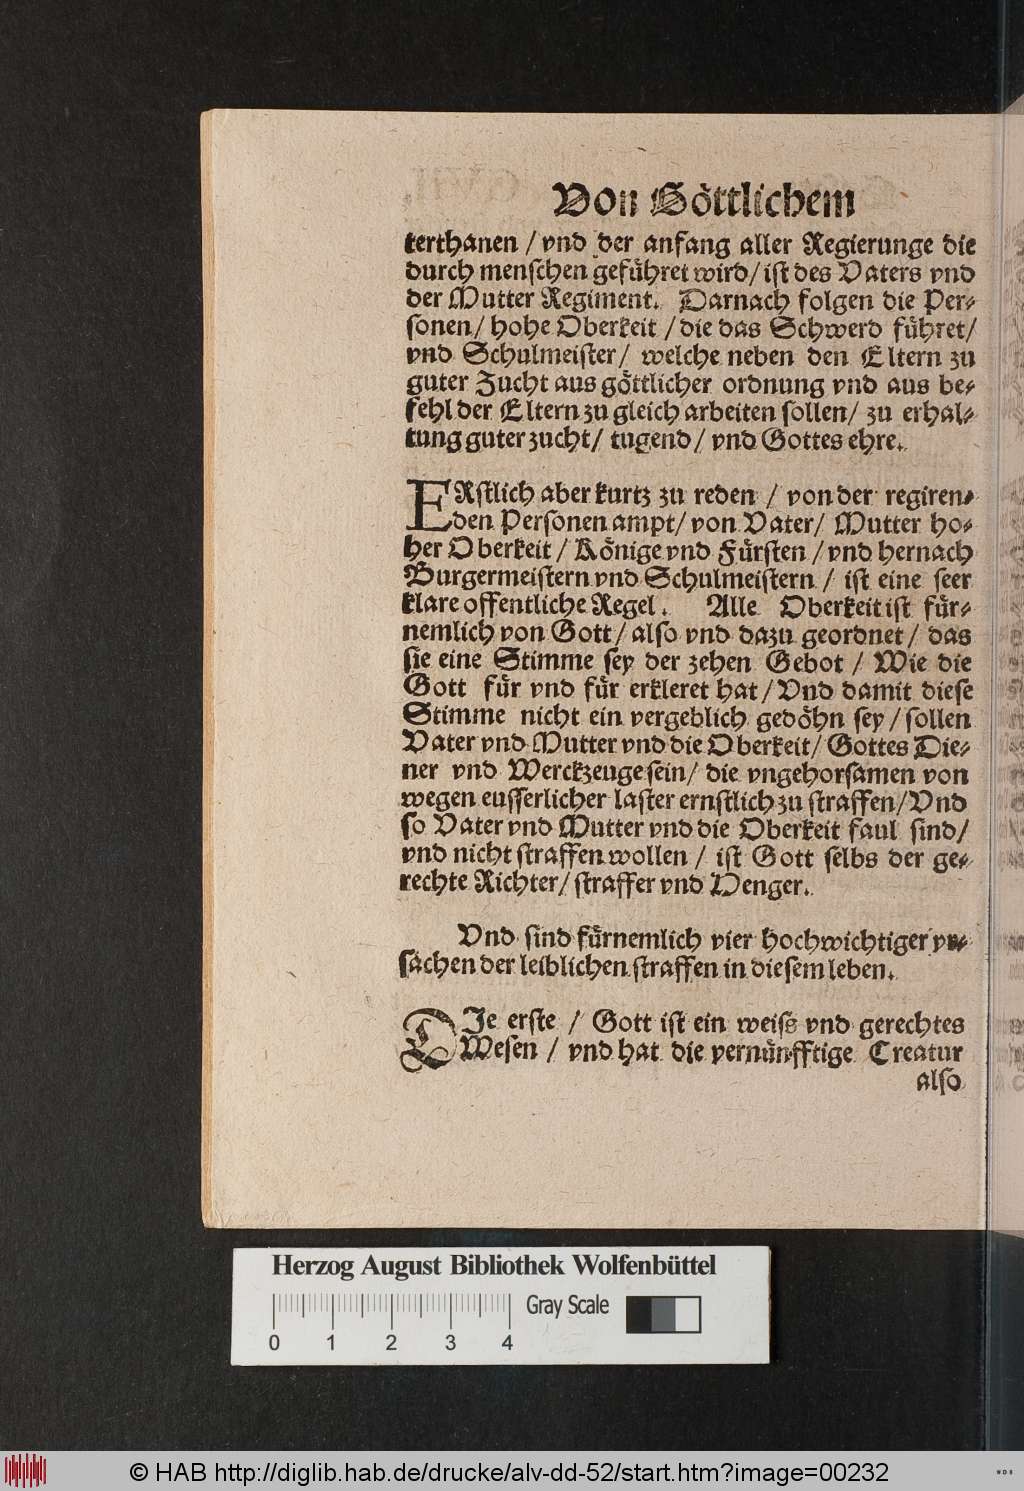 Von Göttlichem
terthanen / vnd der anfang aller Regierunge die
durch menschen geführet wird / ist des Vaters vnd
der Mutter Regiment. Darnach folgen die Per-
sonen / hohe Oberkeit / die das Schwerd führet /
vnd Schulmeister / welche neben den Eltern zu
guter Zucht aus göttlicher ordnung vnd aus be-
fehl der Eltern zu gleich arbeiten sollen / zu erhal-
tung guter zucht / tugend / vnd Gottes ehre.
ERstlich aber kurtz zu reden / von der regiren-
den Personen ampt / von Vater / Mutter ho-
her Oberkeit / Könige vnd Fürsten / vnd hernach
Burgermeistern vnd Schulmeistern / ist eine seer
klare offentliche Regel. Alle Oberkeit ist für-
nemlich von Gott / also vnd dazu geordnet / das
sie eine Stimme sey der zehen Gebot / Wie die
Gott für vnd für erkleret hat / Vnd damit diese
Stimme nicht ein vergeblich gedöhn sey / sollen
Vater vnd Mutter vnd die Oberkeit / Gottes Die-
ner vnd Werckzeuge sein / die vngehorsamen von
wegen eusserlicher laster ernstlich zu straffen / Vnd
so Vater vnd Mutter vnd die Oberkeit faul sind /
vnd nicht straffen wollen / ist Gott selbs der ge-
rechte Richter / straffer vnd Henger.
Vnd sind fürnemlich vier hochwichtiger vr-
sachen der leiblichen straffen in diesem leben.
DIe erste / Gott ist ein weiss vnd gerechtes
Wesen / vnd hat die vernünfftige Creatur
also
Herzog August Bibliothek Wolfenbüttel
Gray Scale
0 1 2 3 4
© HAB http://diglib.hab.de/drucke/alv-dd-52/start.htm?image=00232